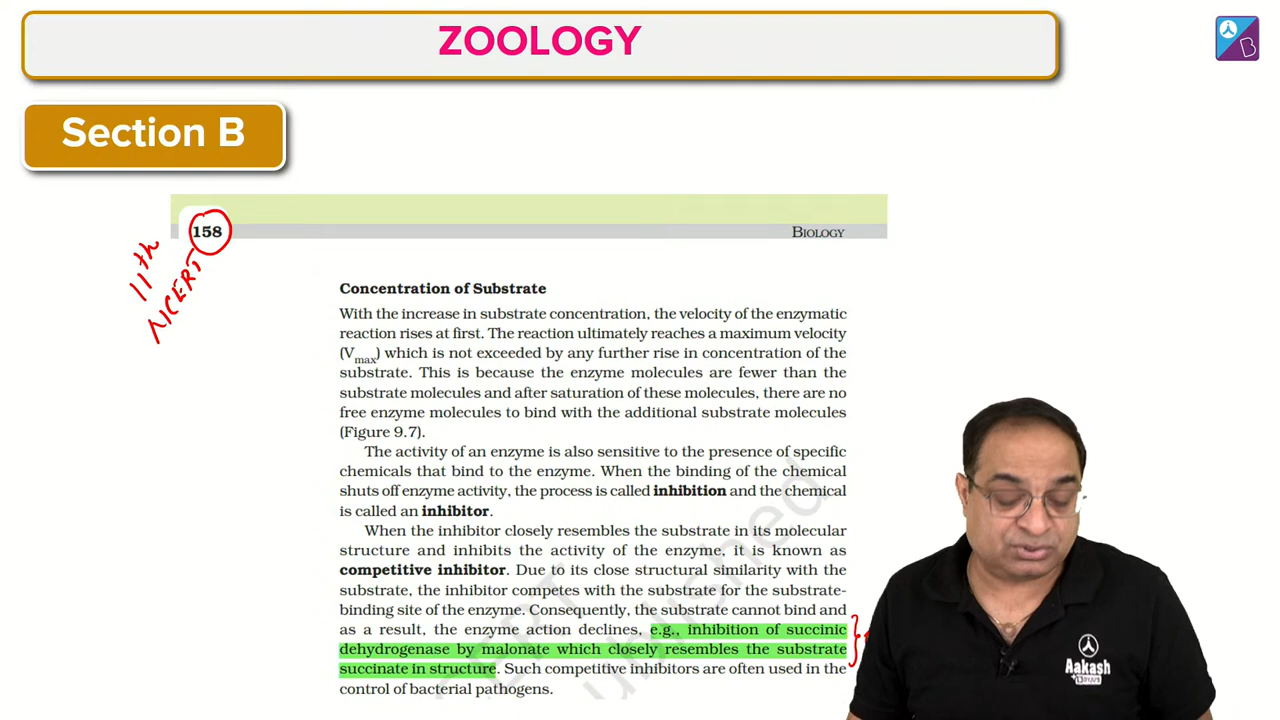 ZOOLOGY
Section B
158
BIOLOGY
11th
NCERT
Concentration of Substrate
With the increase in substrate concentration, the velocity of the enzymatic
reaction rises at first. The reaction ultimately reaches a maximum velocity
(Vmax) which is not exceeded by any further rise in concentration of the
substrate. This is because the enzyme molecules are fewer than the
substrate molecules and after saturation of these molecules, there are no
free enzyme molecules to bind with the additional substrate molecules
(Figure 9.7).
The activity of an enzyme is also sensitive to the presence of specific
chemicals that bind to the enzyme. When the binding of the chemical
shuts off enzyme activity, the process is called inhibition and the chemical
is called an inhibitor.
When the inhibitor closely resembles the substrate in its molecular
structure and inhibits the activity of the enzyme, it is known as
competitive inhibitor. Due to its close structural similarity with the
substrate, the inhibitor competes with the substrate for the substrate-
binding site of the enzyme. Consequently, the substrate cannot bind and
as a result, the enzyme action declines, e.g., inhibition of succinic
dehydrogenase by malonate which closely resembles the substrate
succinate in structure. Such competitive inhibitors are often used in the
control of bacterial pathogens.
Aakash